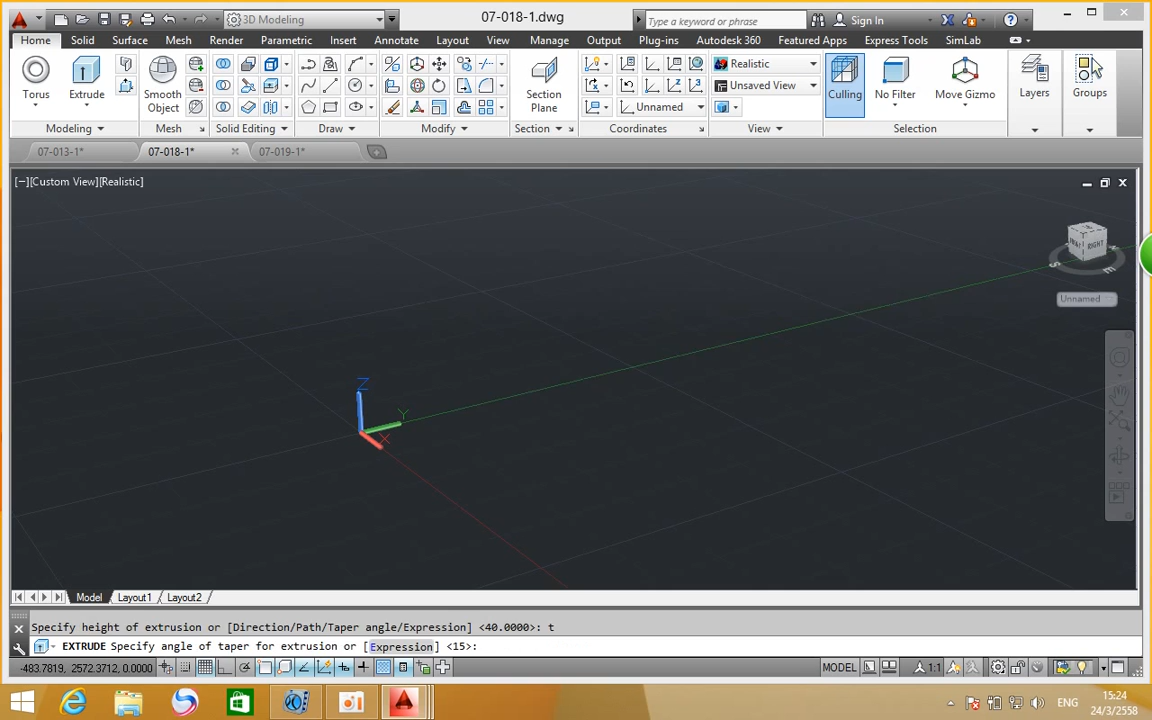 3D Modeling
07-018-1.dwg
Type a keyword or phrase
Sign In
Home
Solid
Surface
Mesh
Render
Parametric
Insert
Annotate
Layout
View
Manage
Output
Plug-ins
Autodesk 360
Featured Apps
Express Tools
SimLab
Torus
Extrude
Smooth
Object
Section
Plane
Realistic
Unsaved View
Unnamed
Culling
No Filter
Move Gizmo
Layers
Groups
Modeling
Mesh
Solid Editing
Draw
Modify
Section
Coordinates
View
Selection
07-013-1*
07-018-1*
07-019-1*
[−][Custom View][Realistic]
RIGHT
S
E
Unnamed
Z
Y
X
Model
Layout1
Layout2
Specify height of extrusion or [Direction/Path/Taper angle/Expression] <40.0000>: t
EXTRUDE Specify angle of taper for extrusion or [Expression] <15>:
-483.7819, 2572.3712, 0.0000
MODEL
1:1
ENG
15:24
24/3/2558